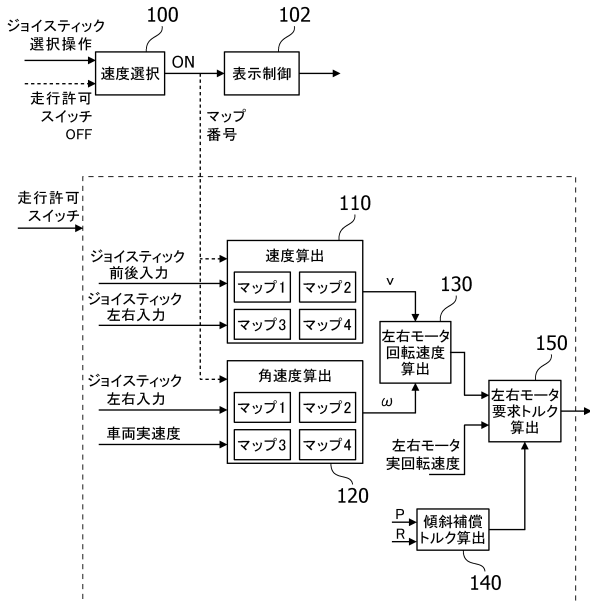 100
102
ジョイスティック
選択操作
速度選択
ON
表示制御
走行許可
スイッチ
OFF
マップ
番号
走行許可
スイッチ
110
ジョイスティック
前後入力
ジョイスティック
左右入力
速度算出
マップ1
マップ2
マップ3
マップ4
v
130
左右モータ
回転速度
算出
150
左右モータ
要求トルク
算出
ジョイスティック
左右入力
車両実速度
角速度算出
マップ1
マップ2
マップ3
マップ4
ω
120
左右モータ
実回転速度
P
R
傾斜補償
トルク算出
140